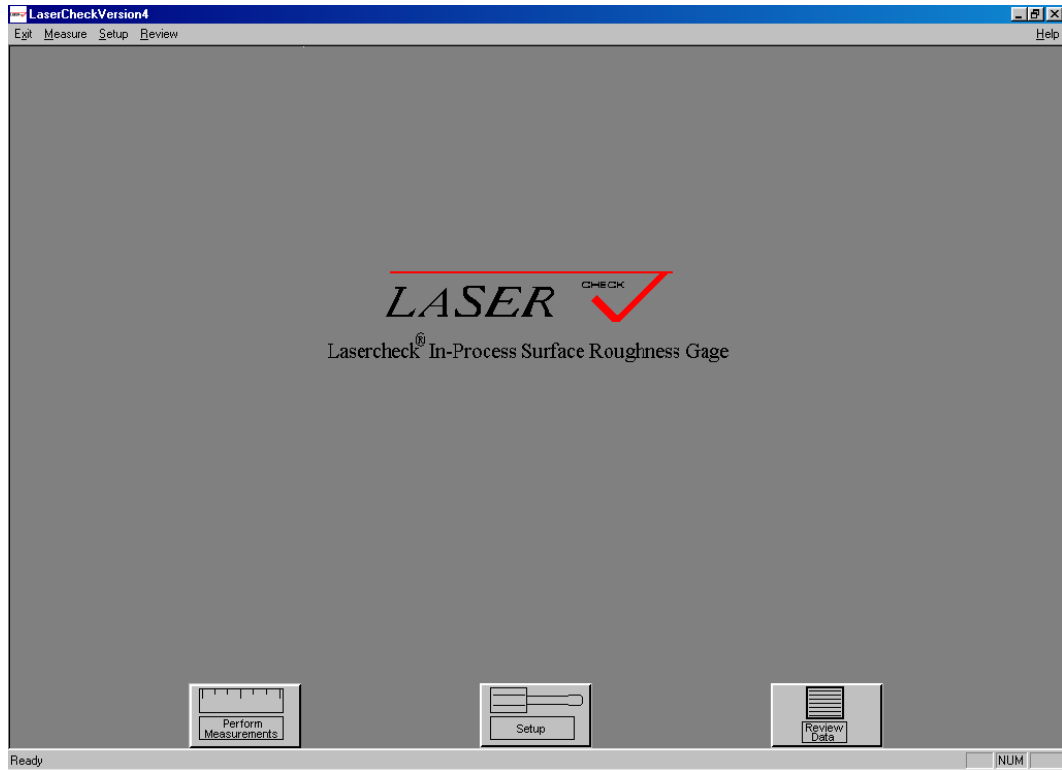 LaserCheckVersion4
Exit Measure Setup Review Help
CHECK
LASER
Lasercheck® In-Process Surface Roughness Gage
Perform
Measurements
Setup
Review
Data
Ready NUM